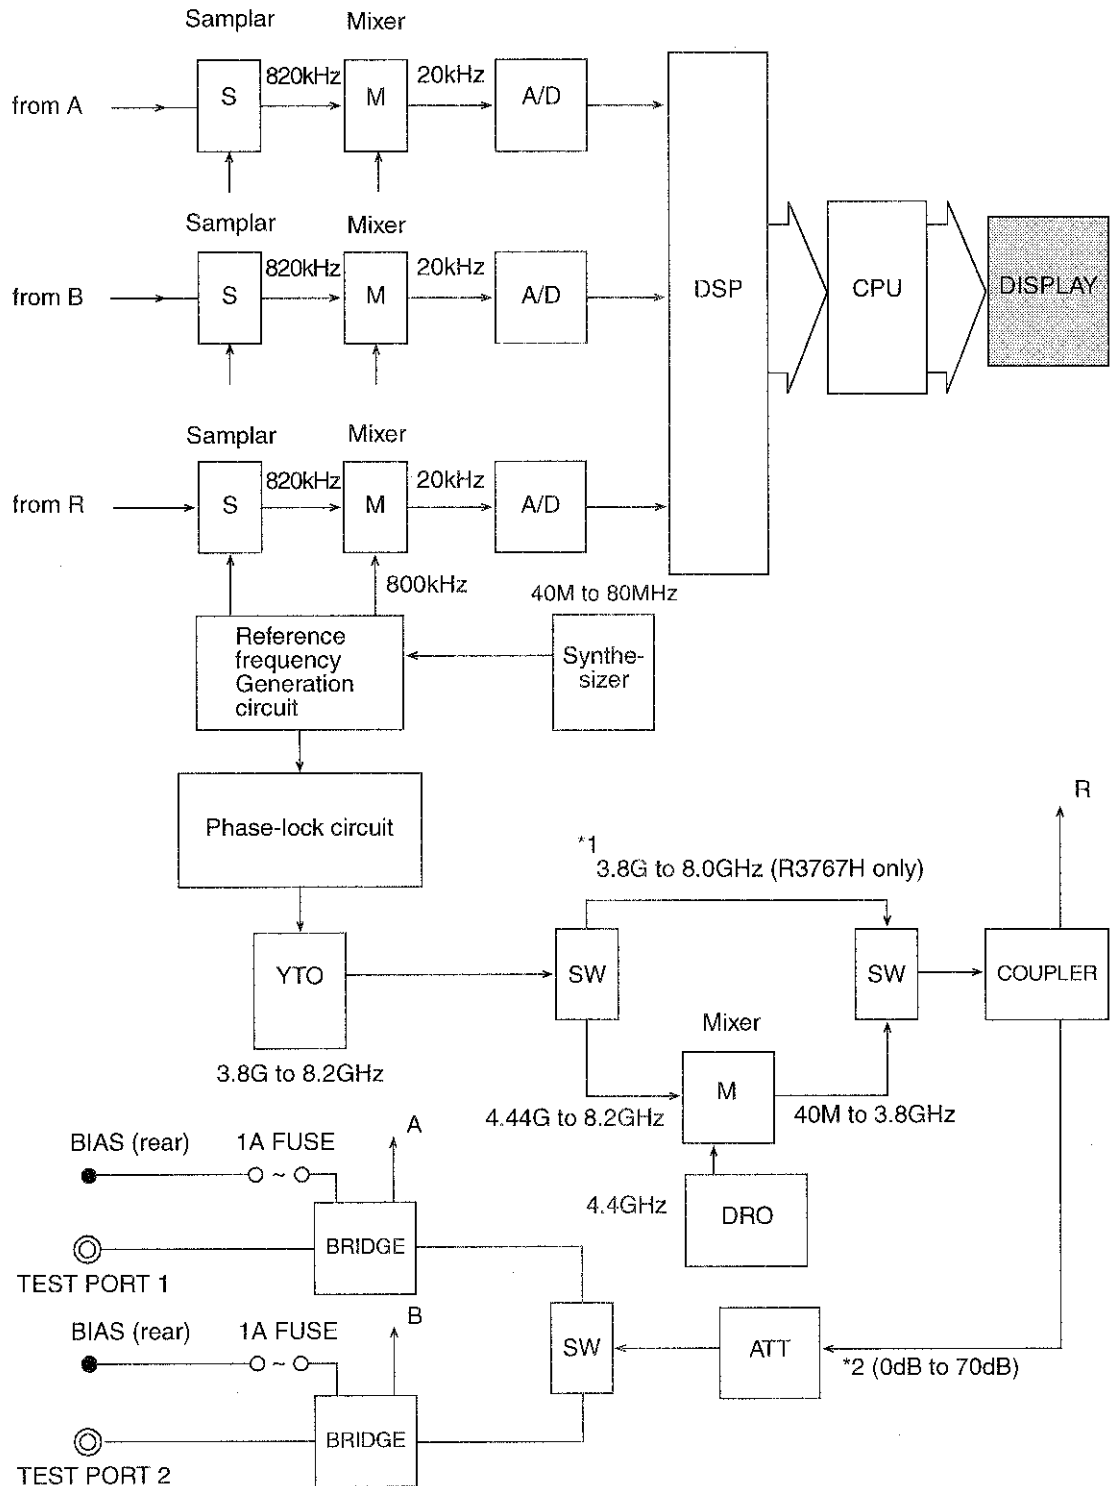 Samplar Mixer
820kHz 20kHz
from A S M A/D
Samplar Mixer
820kHz 20kHz
from B S M A/D DSP CPU DISPLAY
Samplar Mixer
820kHz 20kHz
from R S M A/D
800kHz
40M to 80MHz
Reference
frequency
Generation
circuit
Synthe-
sizer
Phase-lock circuit
R
*1
3.8G to 8.0GHz (R3767H only)
YTO SW SW COUPLER
3.8G to 8.2GHz
Mixer
M
4.44G to 8.2GHz 40M to 3.8GHz
4.4GHz DRO
A
BIAS (rear) 1A FUSE
~
BRIDGE
TEST PORT 1
B
BIAS (rear) 1A FUSE
~
SW ATT *2 (0dB to 70dB)
BRIDGE
TEST PORT 2